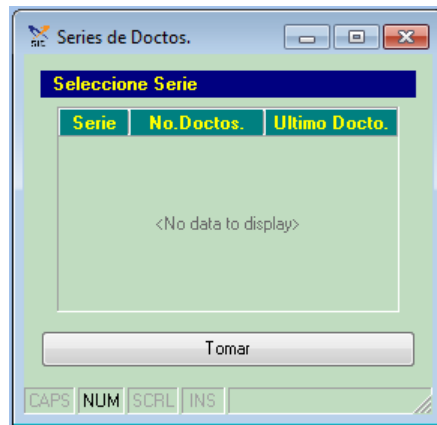 SIC Series de Doctos.
Seleccione Serie
Serie No.Doctos. Ultimo Docto.
<No data to display>
Tomar
CAPS NUM SCRL INS